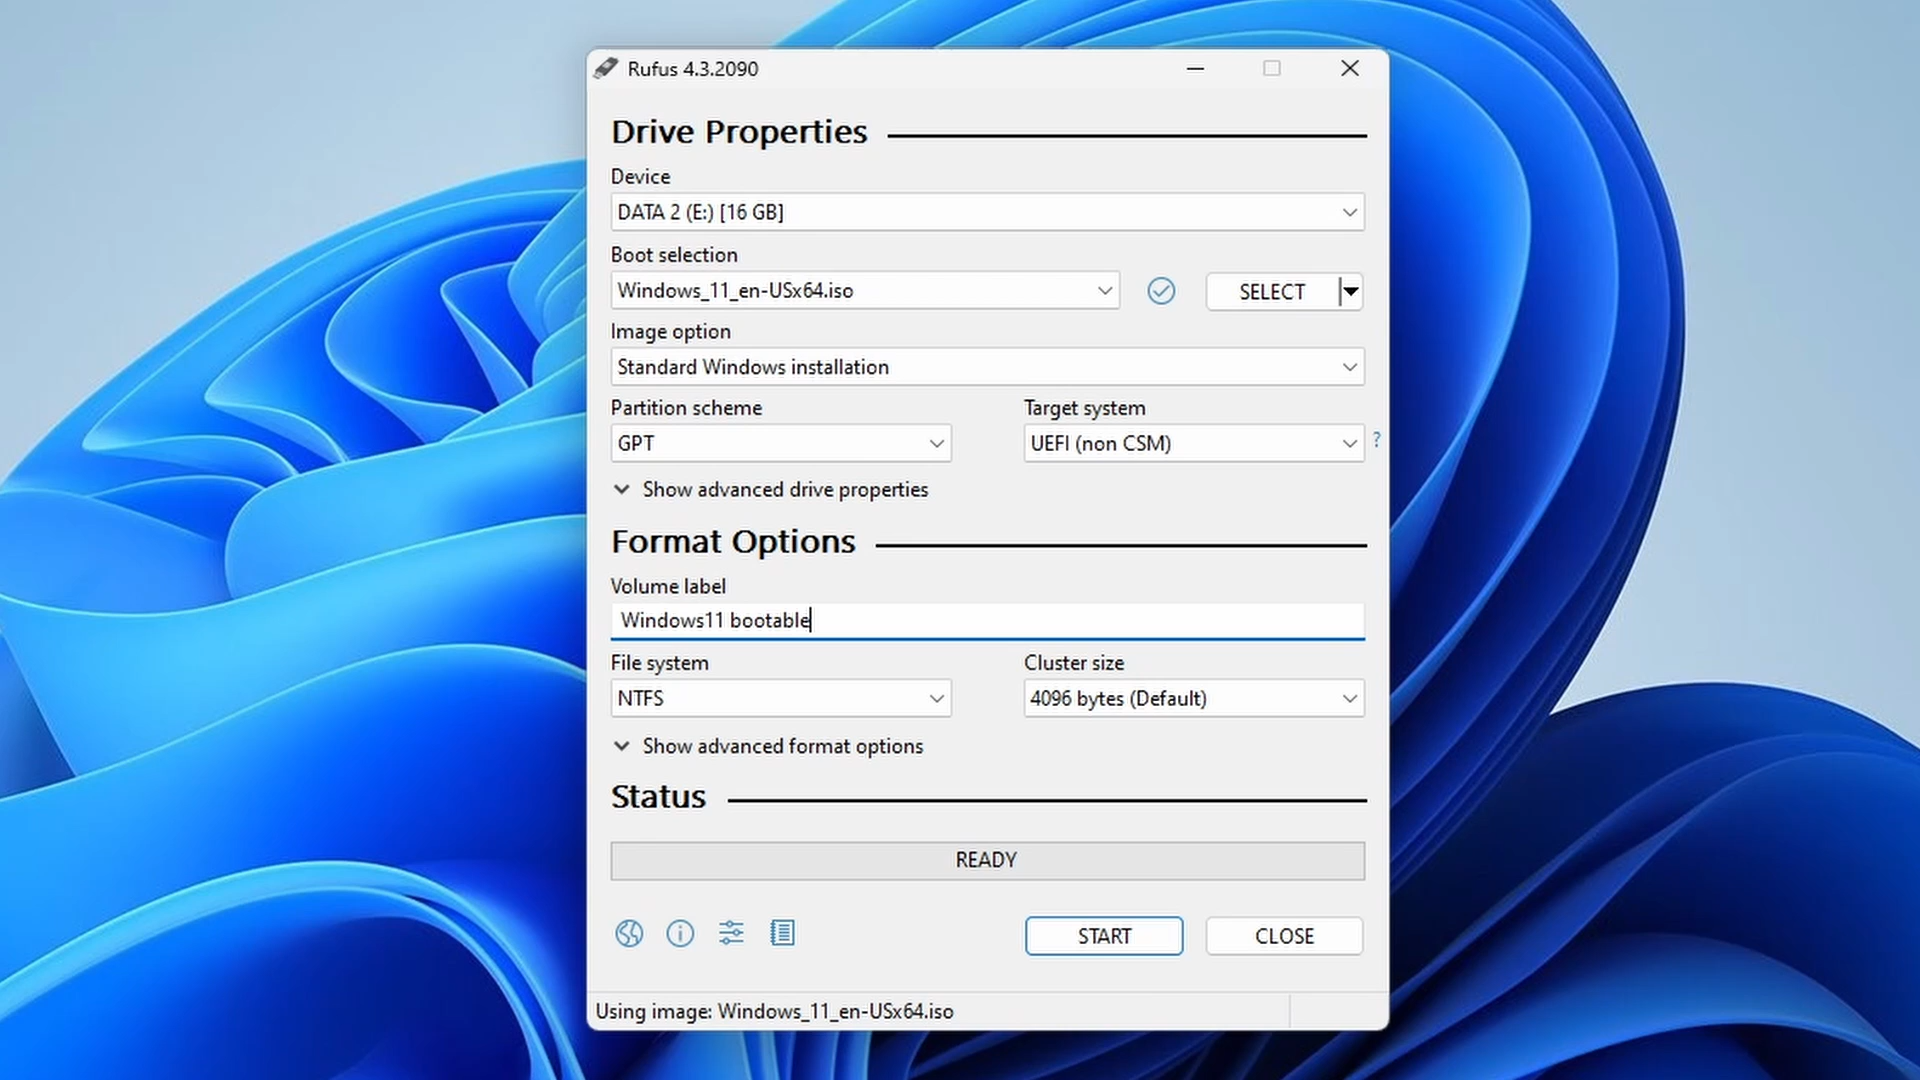 Rufus 4.3.2090
Drive Properties
Device
DATA 2 (E:) [16 GB]
Boot selection
Windows_11_en-USx64.iso
SELECT
Image option
Standard Windows installation
Partition scheme
Target system
GPT
UEFI (non CSM)
?
Show advanced drive properties
Format Options
Volume label
Windows11 bootable
File system
Cluster size
NTFS
4096 bytes (Default)
Show advanced format options
Status
READY
START
CLOSE
Using image: Windows_11_en-USx64.iso